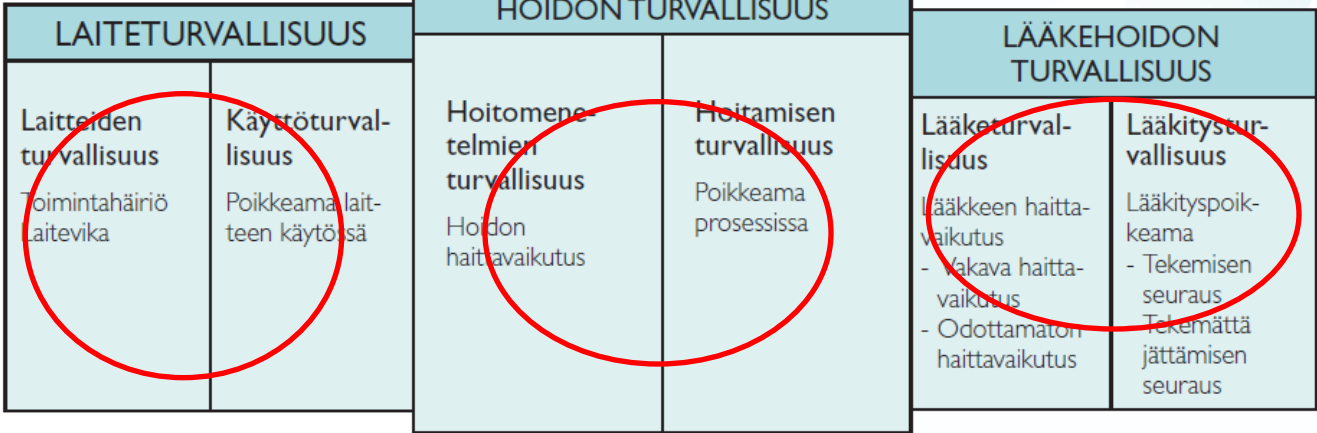 LAITETURVALLISUUS
Laitteiden
turvallisuus
Toimintahäiriö
Laitevika
Käyttöturval-
lisuus
Poikkeama lait-
teen käytössä
HOIDON TURVALLISUUS
Hoitomene-
telmien
turvallisuus
Hoidon
haittavaikutus
Hoitamisen
turvallisuus
Poikkeama
prosessissa
LÄÄKEHOIDON
TURVALLISUUS
Lääketurval-
lisuus
Lääkkeen haitta-
vaikutus
- Vakava haitta-
vaikutus
- Odottamaton
haittavaikutus
Lääkitystur-
vallisuus
Lääkityspoik-
keama
- Tekemisen
seuraus
- Tekemättä
jättämisen
seuraus